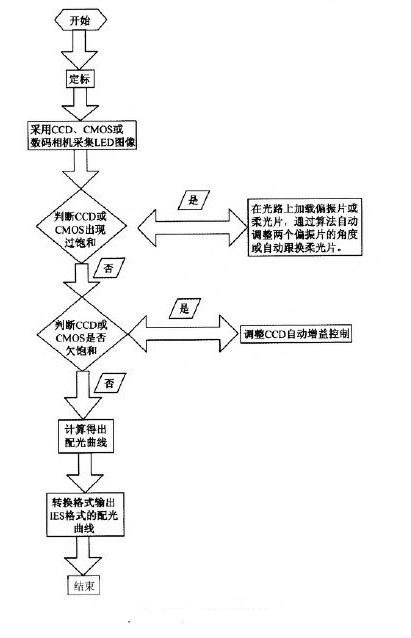 开始
定标
采用CCD、CMOS或
数码相机采集LED图像
是
判断CCD或
CMOS出现
过饱和
在光路上加载偏振片或
柔光片，通过算法自动
调整两个偏振片的角度
或自动跟换柔光片。
否
是
判断CCD或
CMOS是否
欠饱和
调整CCD自动增益控制
否
计算得出
配光曲线
转换格式输出
IES格式的配光
曲线
结束